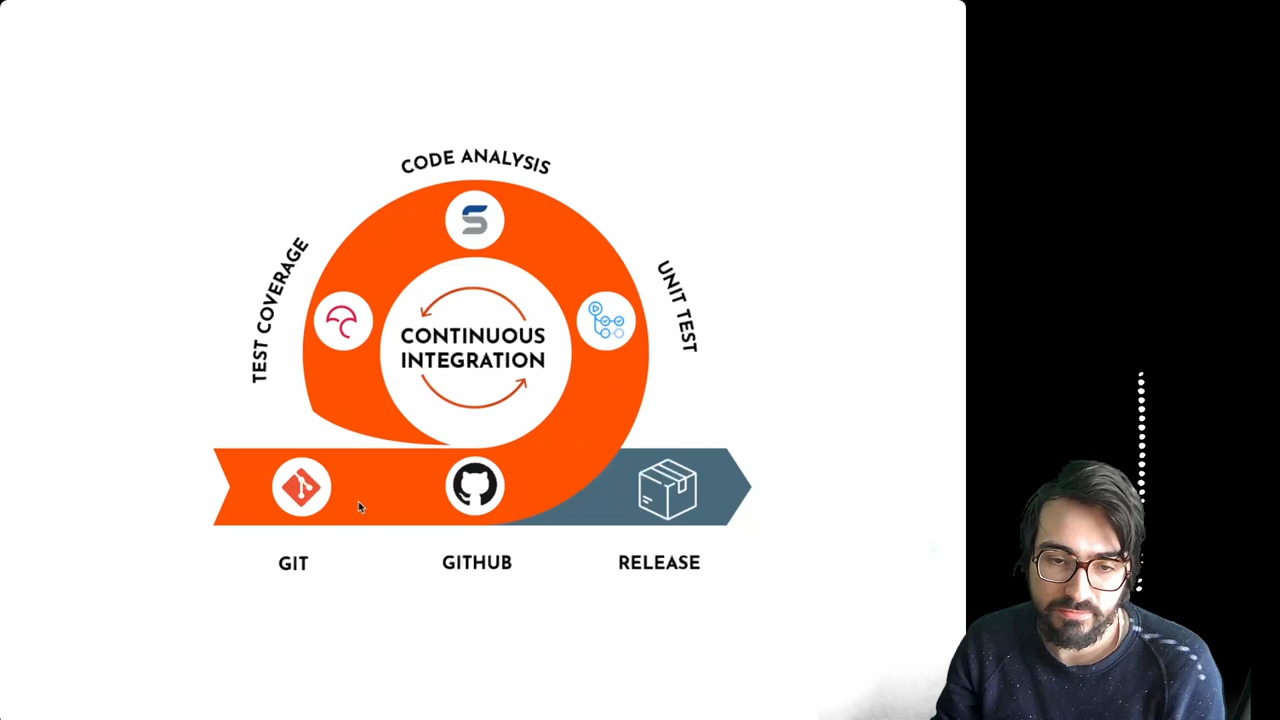 CODE ANALYSIS
TEST COVERAGE
UNIT TEST
CONTINUOUS
INTEGRATION
GIT
GITHUB
RELEASE